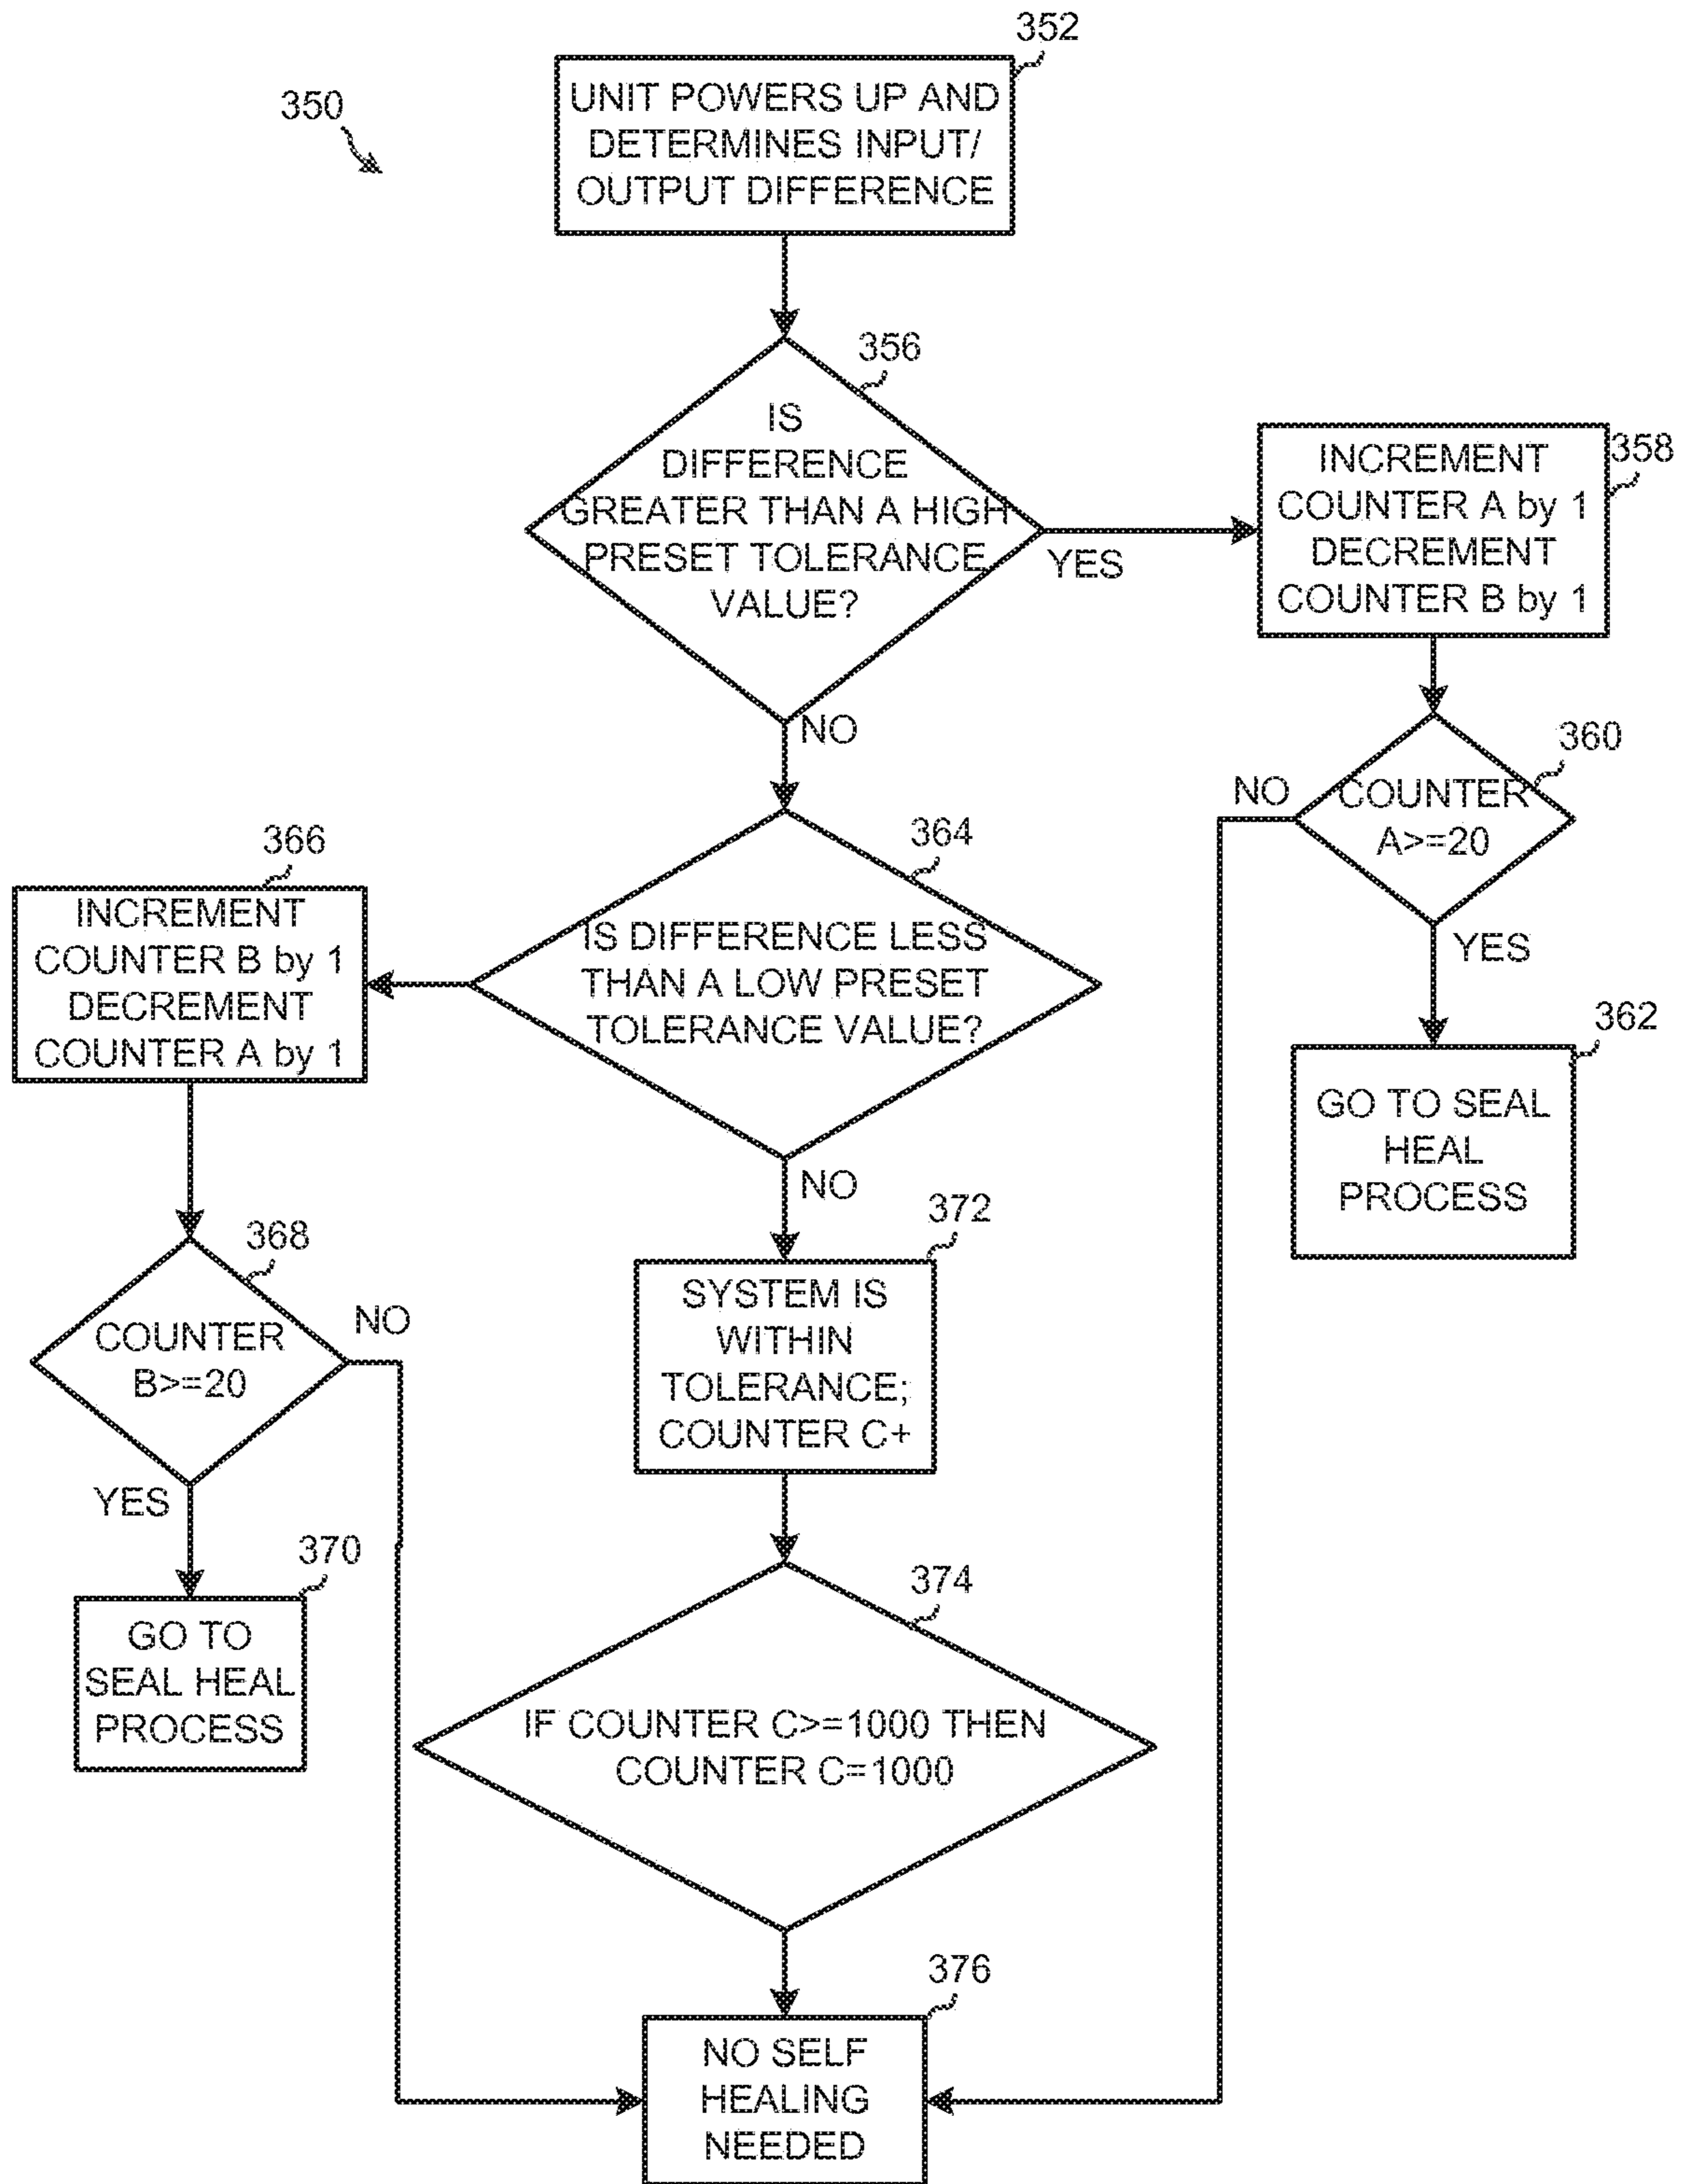 350
352
UNIT POWERS UP AND
DETERMINES INPUT/
OUTPUT DIFFERENCE
356
IS
DIFFERENCE
GREATER THAN A HIGH
PRESET TOLERANCE
VALUE?
YES
NO
358
INCREMENT
COUNTER A by 1
DECREMENT
COUNTER B by 1
360
COUNTER
A>=20
NO
YES
362
GO TO SEAL
HEAL
PROCESS
364
IS DIFFERENCE LESS
THAN A LOW PRESET
TOLERANCE VALUE?
NO
366
INCREMENT
COUNTER B by 1
DECREMENT
COUNTER A by 1
368
COUNTER
B>=20
NO
YES
370
GO TO
SEAL HEAL
PROCESS
372
SYSTEM IS
WITHIN
TOLERANCE;
COUNTER C+
374
IF COUNTER C>=1000 THEN
COUNTER C=1000
376
NO SELF
HEALING
NEEDED